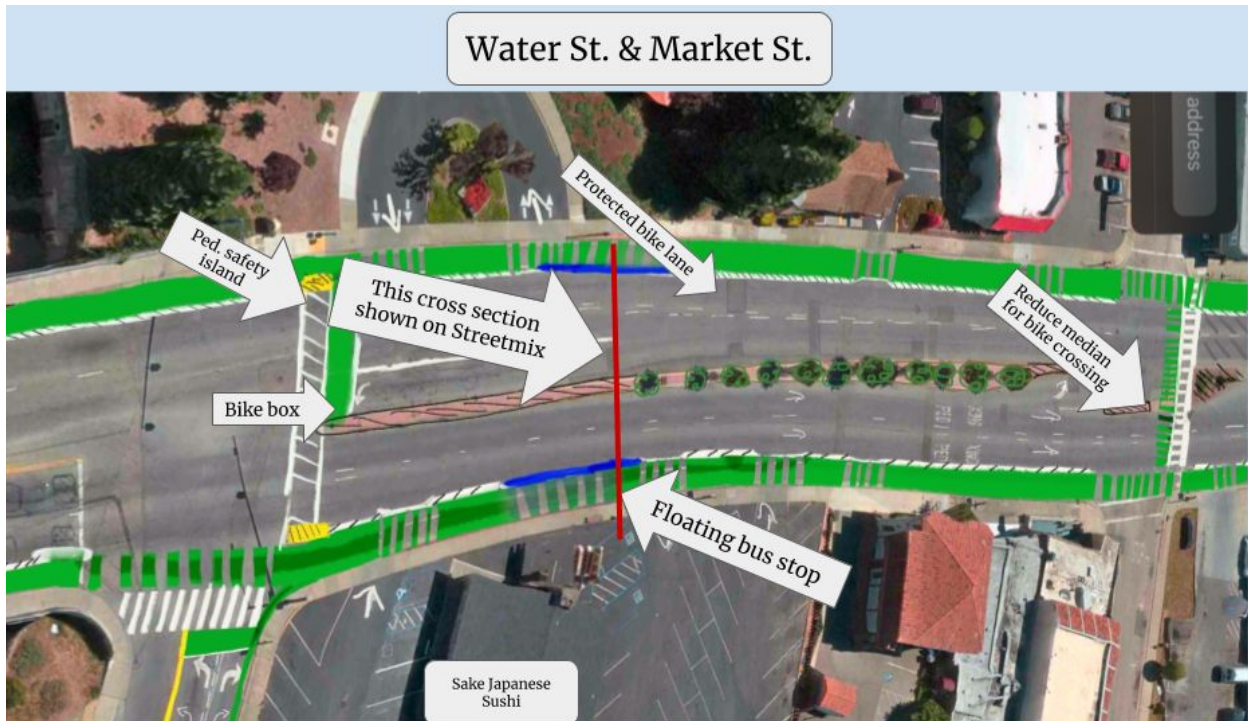 Water St. & Market St.
address
Protected bike lane
Ped. safety
island
This cross section
shown on Streetmix
Reduce median
for bike crossing
Bike box
Floating bus stop
Sake Japanese
Sushi